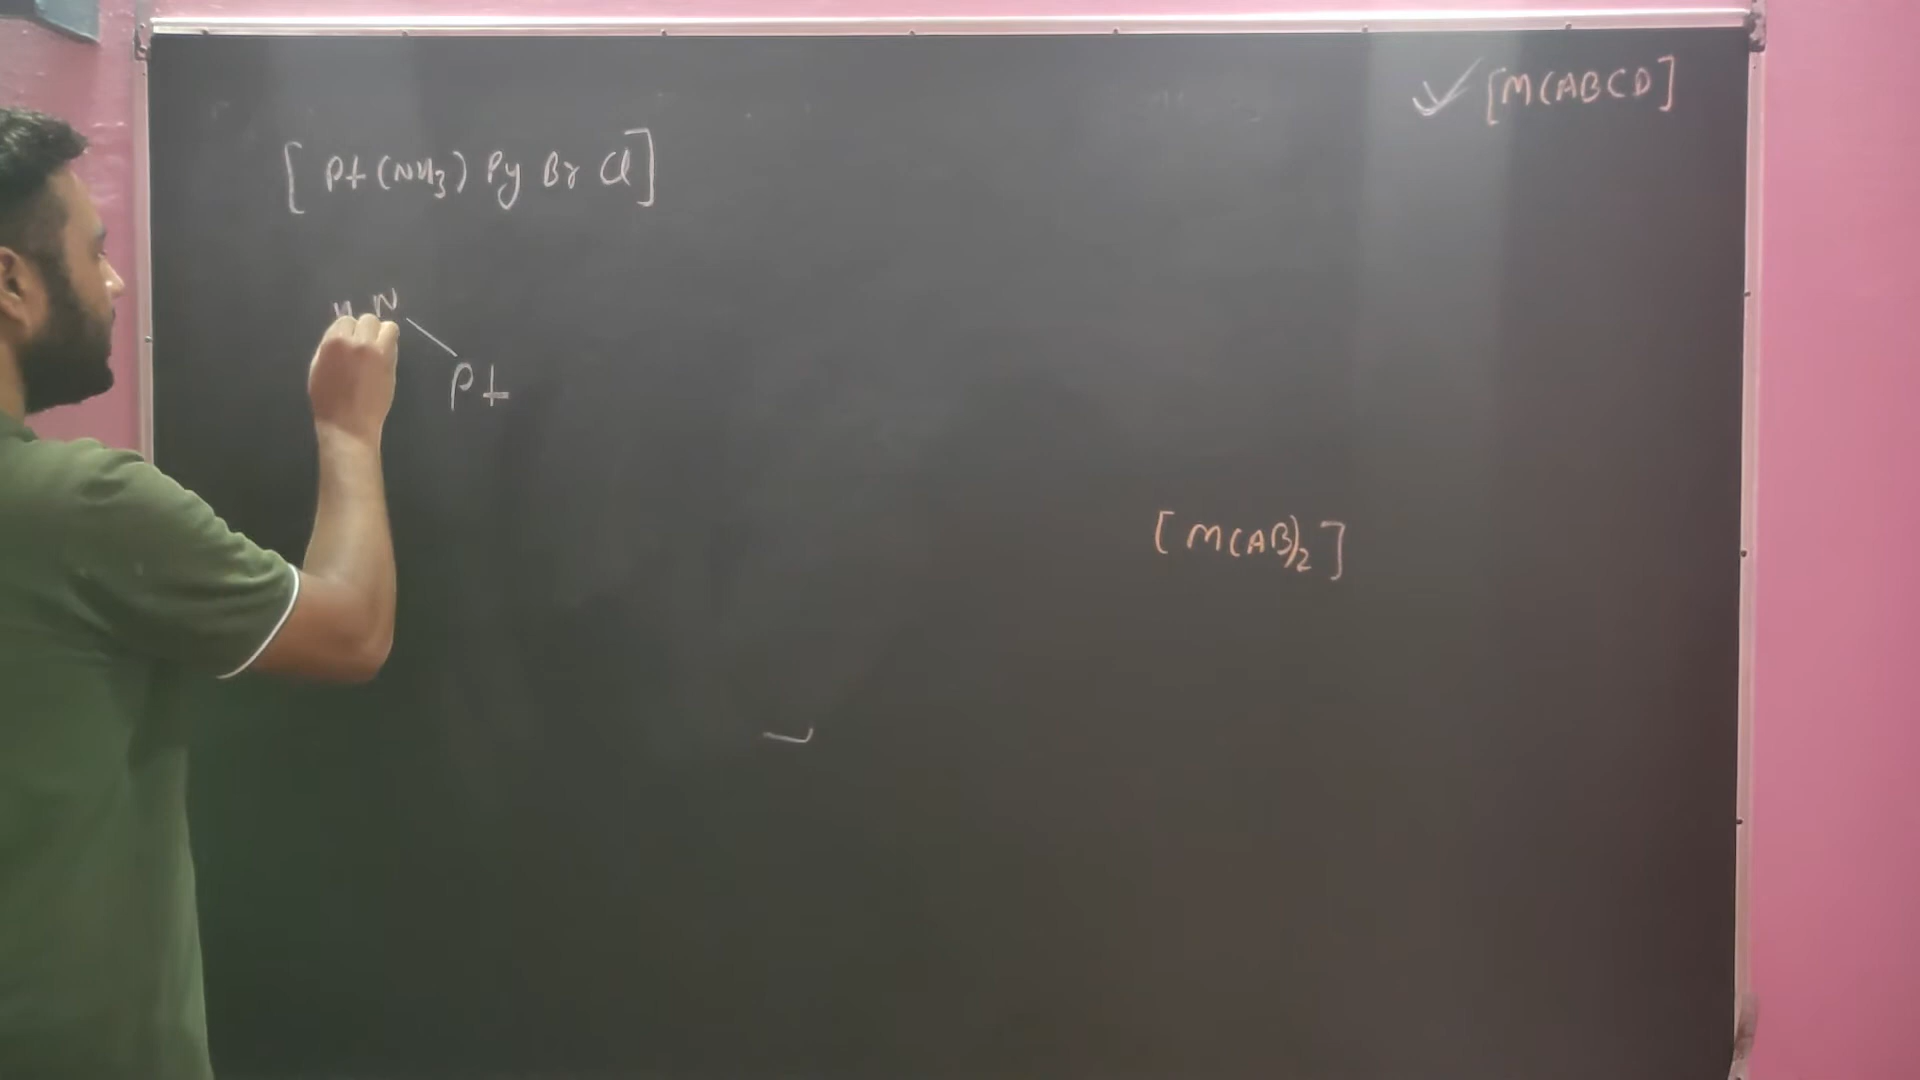 ✓ [M(ABCD]
[Pt(NH3) Py Br Cl]
H N
Pt
[M(AB)2]